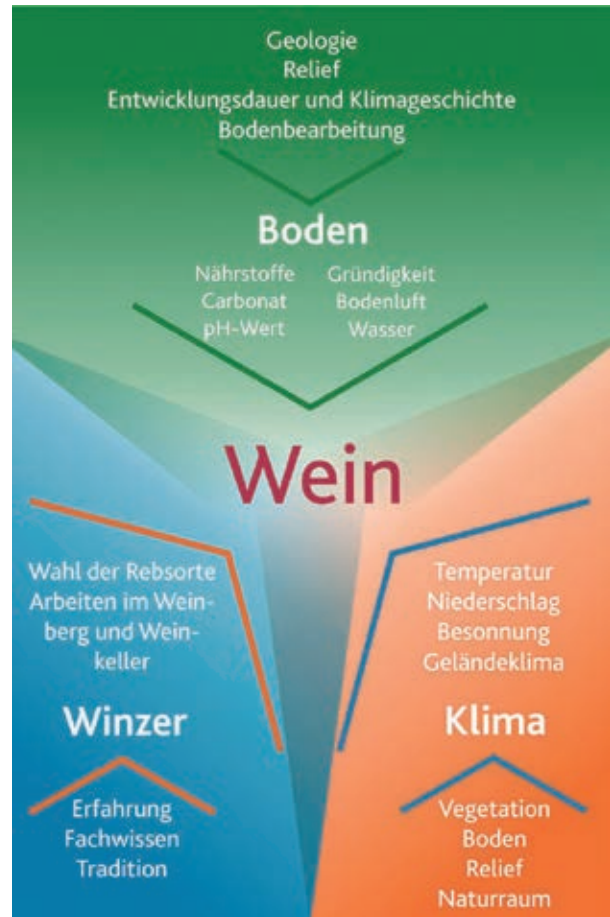 Geologie
Relief
Entwicklungsdauer und Klimageschichte
Bodenbearbeitung
Boden
Nährstoffe
Carbonat
pH-Wert
Gründigkeit
Bodenluft
Wasser
Wein
Wahl der Rebsorte
Arbeiten im Wein-
berg und Wein-
keller
Winzer
Erfahrung
Fachwissen
Tradition
Temperatur
Niederschlag
Besonnung
Geländeklima
Klima
Vegetation
Boden
Relief
Naturraum